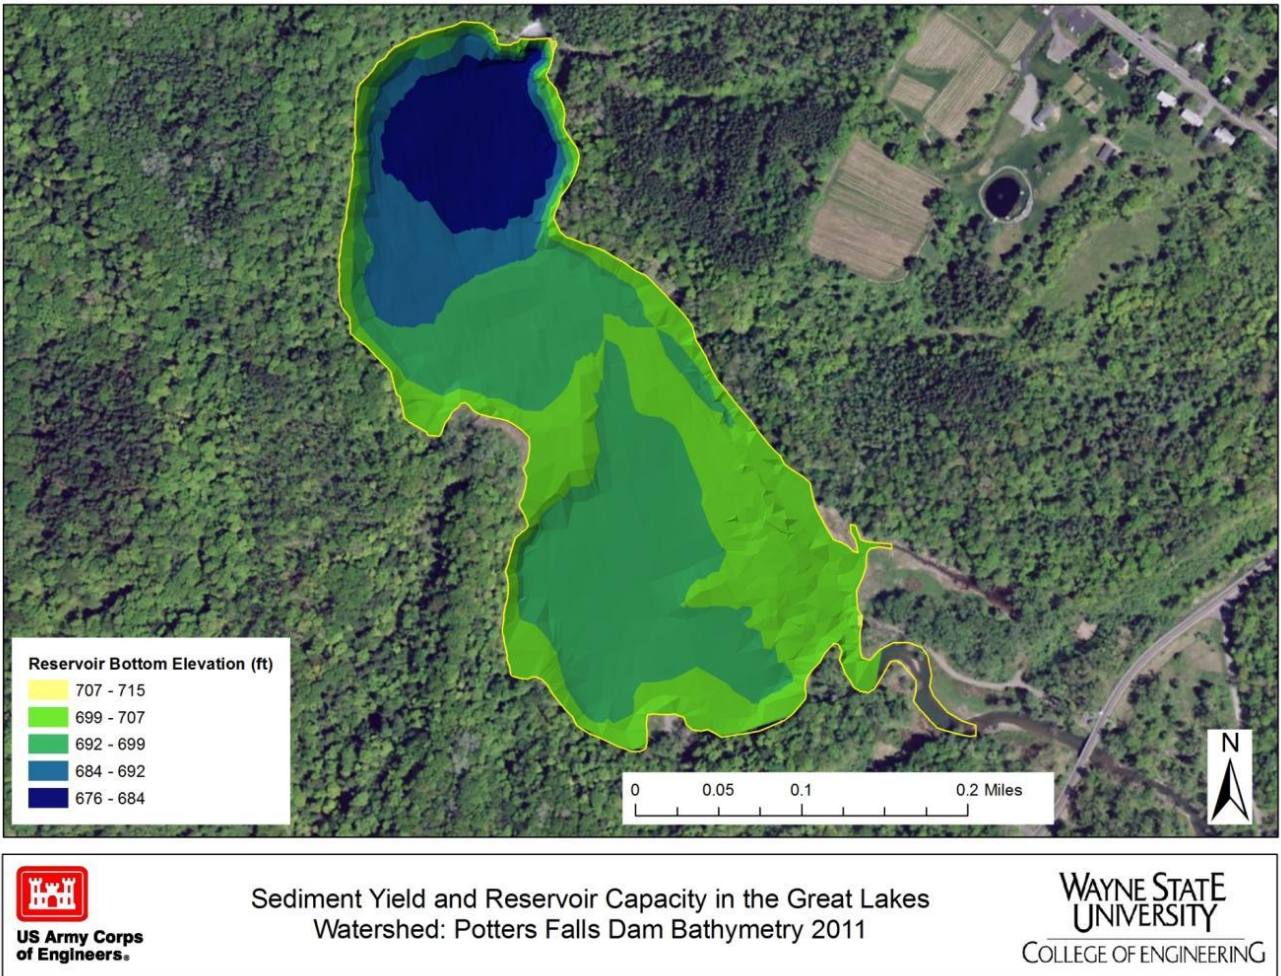 Reservoir Bottom Elevation (ft)
707 - 715
699 - 707
692 - 699
684 - 692
676 - 684
0 0.05 0.1 0.2 Miles
N
US Army Corps
of Engineers®
Sediment Yield and Reservoir Capacity in the Great Lakes
Watershed: Potters Falls Dam Bathymetry 2011
WAYNE STATE
UNIVERSITY
COLLEGE OF ENGINEERING